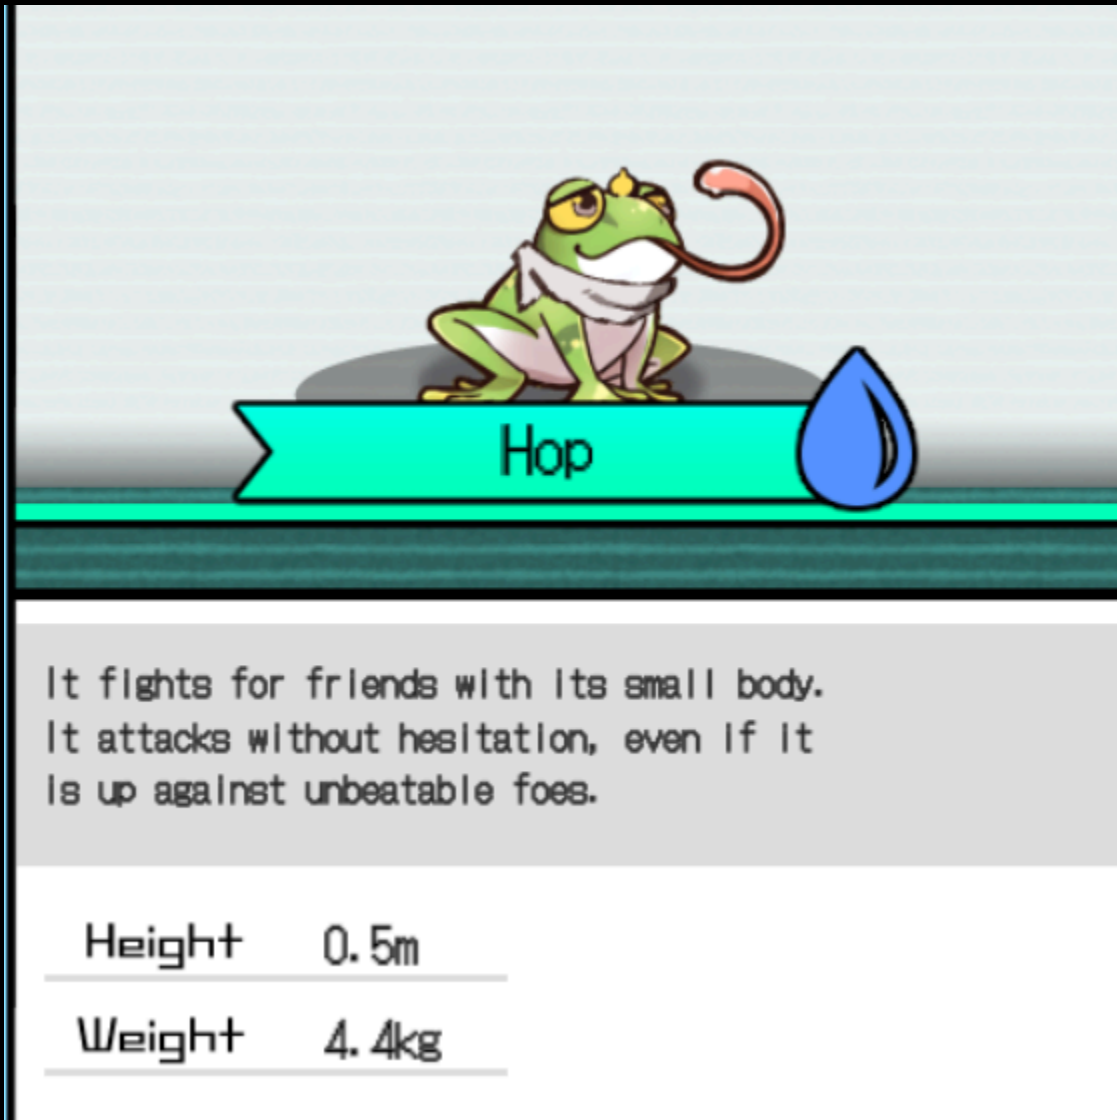 Hop
It fights for friends with its small body.
It attacks without hesitation, even if it
is up against unbeatable foes.
Height 0.5m
Weight 4.4kg